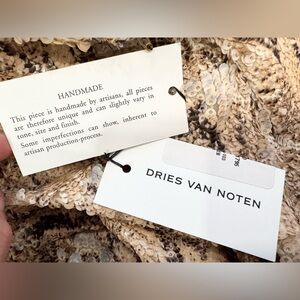 HANDMADE
This piece is handmade by artisans, all pieces
are therefore unique and can slightly vary in
tone, size and finish.
Some imperfections can show, inherent to
artisan production-process.
DRIES VAN NOTEN